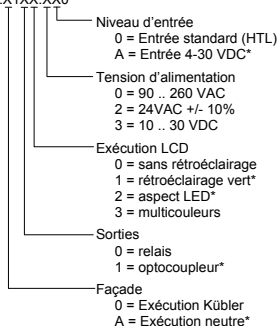 Niveau d'entrée
0 = Entrée standard (HTL)
A = Entrée 4-30 VDC*
Tension d'alimentation
0 = 90 .. 260 VAC
2 = 24VAC +/- 10%
3 = 10 .. 30 VDC
Exécution LCD
0 = sans rétroéclairage
1 = rétroéclairage vert*
2 = aspect LED*
3 = multicouleurs
Sorties
0 = relais
1 = optocoupleur*
Façade
0 = Exécution Kübler
A = Exécution neutre*